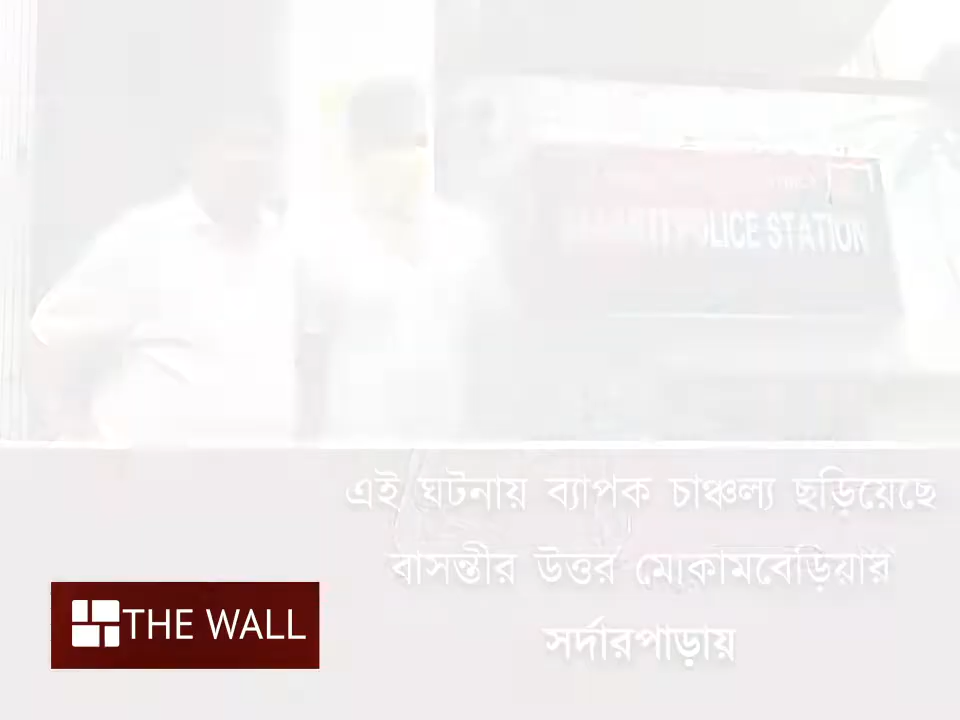 POLICE STATION
এই ঘটনায় ব্যাপক চাঞ্চল্য ছড়িয়েছে
বাসন্তীর উত্তর মোকামবেড়িয়ার
সর্দারপাড়ায়
THE WALL